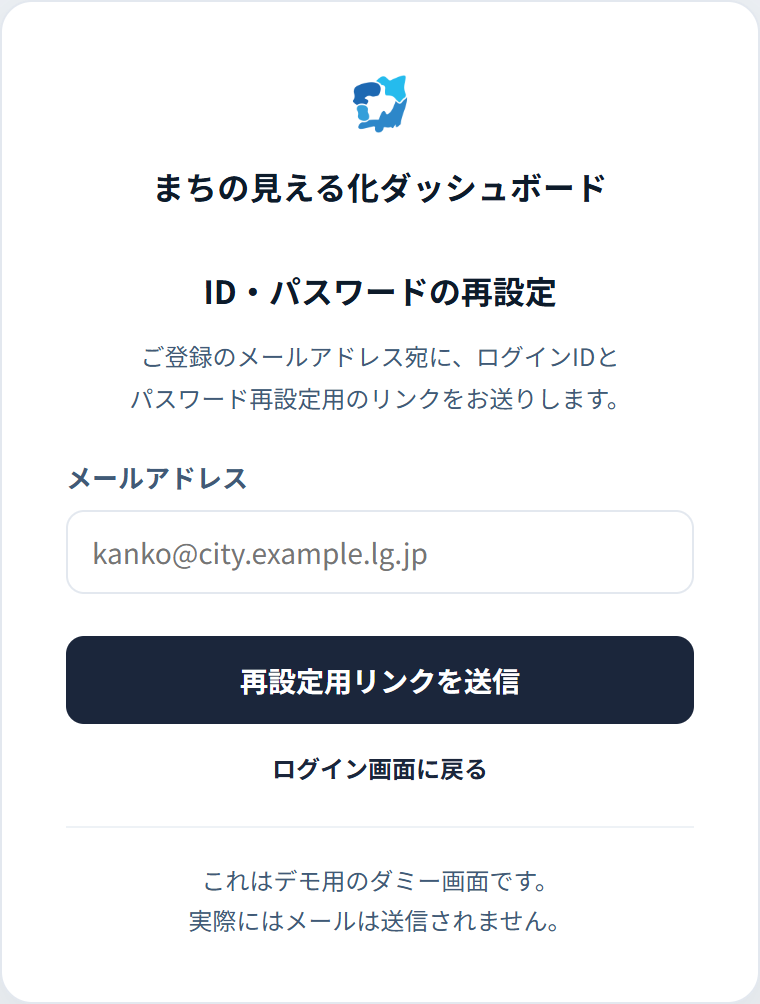 まちの見える化ダッシュボード
ID・パスワードの再設定
ご登録のメールアドレス宛に、ログインIDと
パスワード再設定用のリンクをお送りします。
メールアドレス
kanko@city.example.lg.jp
再設定用リンクを送信
ログイン画面に戻る
これはデモ用のダミー画面です。
実際にはメールは送信されません。